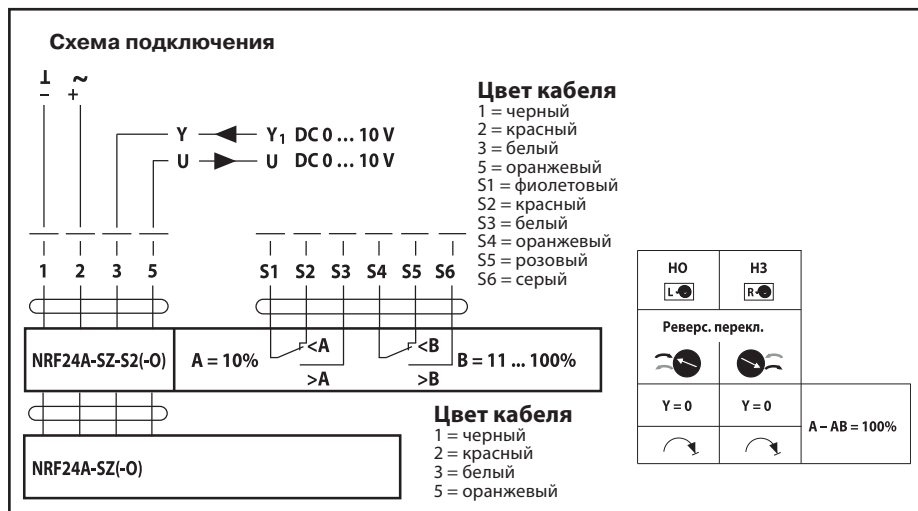 Схема подключения
⊥ ~
– +
Y Y1 DC 0 ... 10 V
U U DC 0 ... 10 V
1 2 3 5 S1 S2 S3 S4 S5 S6
NRF24A-SZ-S2(-O) A = 10% <A >A <B >B B = 11 ... 100%
NRF24A-SZ(-O)
Цвет кабеля
1 = черный
2 = красный
3 = белый
5 = оранжевый
S1 = фиолетовый
S2 = красный
S3 = белый
S4 = оранжевый
S5 = розовый
S6 = серый
Цвет кабеля
1 = черный
2 = красный
3 = белый
5 = оранжевый
НО НЗ
L R
Реверс. перекл.
Y = 0 Y = 0
A – AB = 100%